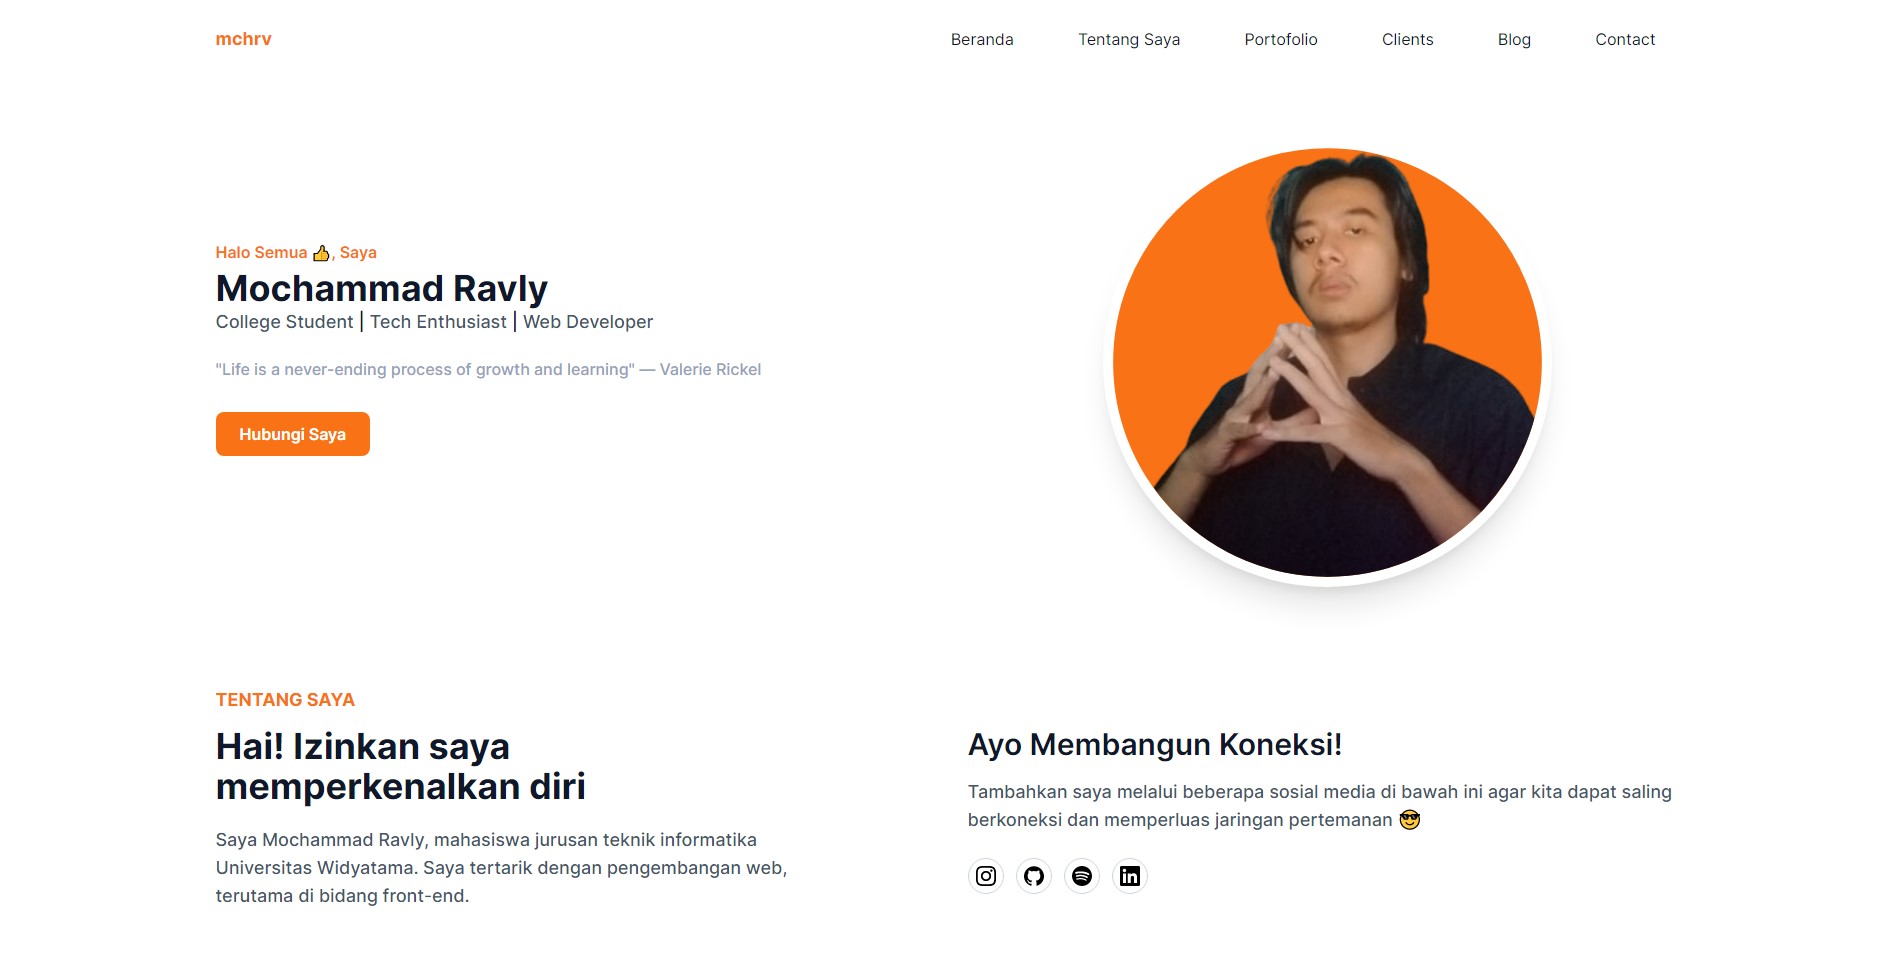 mchrv
Beranda
Tentang Saya
Portofolio
Clients
Blog
Contact
Halo Semua 👍, Saya
Mochammad Ravly
College Student | Tech Enthusiast | Web Developer
"Life is a never-ending process of growth and learning" — Valerie Rickel
Hubungi Saya
TENTANG SAYA
Hai! Izinkan saya
memperkenalkan diri
Saya Mochammad Ravly, mahasiswa jurusan teknik informatika
Universitas Widyatama. Saya tertarik dengan pengembangan web,
terutama di bidang front-end.
Ayo Membangun Koneksi!
Tambahkan saya melalui beberapa sosial media di bawah ini agar kita dapat saling
berkoneksi dan memperluas jaringan pertemanan 😎